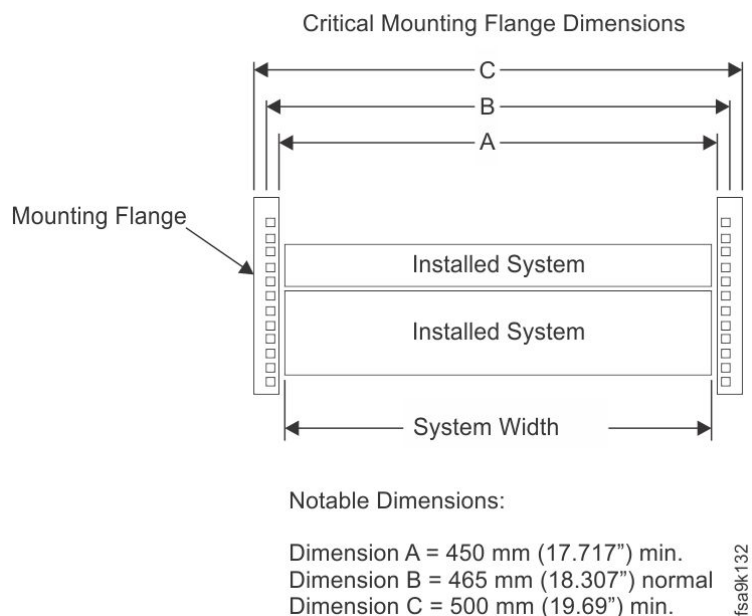 Critical Mounting Flange Dimensions
C
B
A
Mounting Flange
Installed System
Installed System
System Width
Notable Dimensions:
Dimension A = 450 mm (17.717”) min.
Dimension B = 465 mm (18.307”) normal
Dimension C = 500 mm (19.69”) min.
fsa9k132